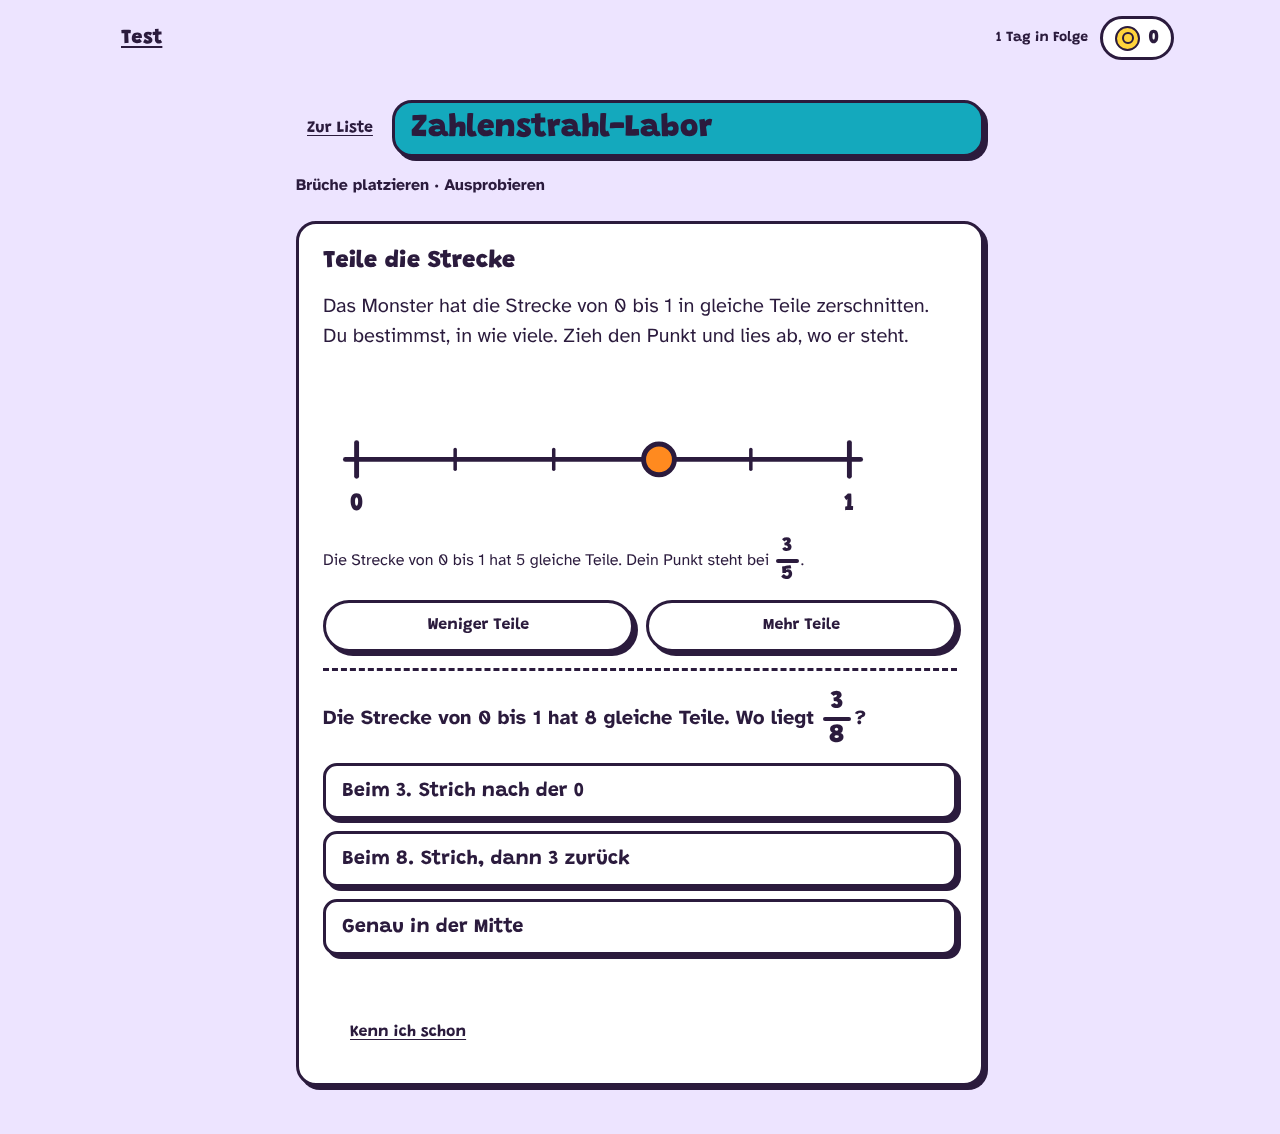 Test
1 Tag in Folge 0
Zur Liste Zahlenstrahl-Labor
Brüche platzieren · Ausprobieren
Teile die Strecke
Das Monster hat die Strecke von 0 bis 1 in gleiche Teile zerschnitten.
Du bestimmst, in wie viele. Zieh den Punkt und lies ab, wo er steht.
0 1
Die Strecke von 0 bis 1 hat 5 gleiche Teile. Dein Punkt steht bei 3/5.
Weniger Teile Mehr Teile
Die Strecke von 0 bis 1 hat 8 gleiche Teile. Wo liegt 3/8?
Beim 3. Strich nach der 0
Beim 8. Strich, dann 3 zurück
Genau in der Mitte
Kenn ich schon